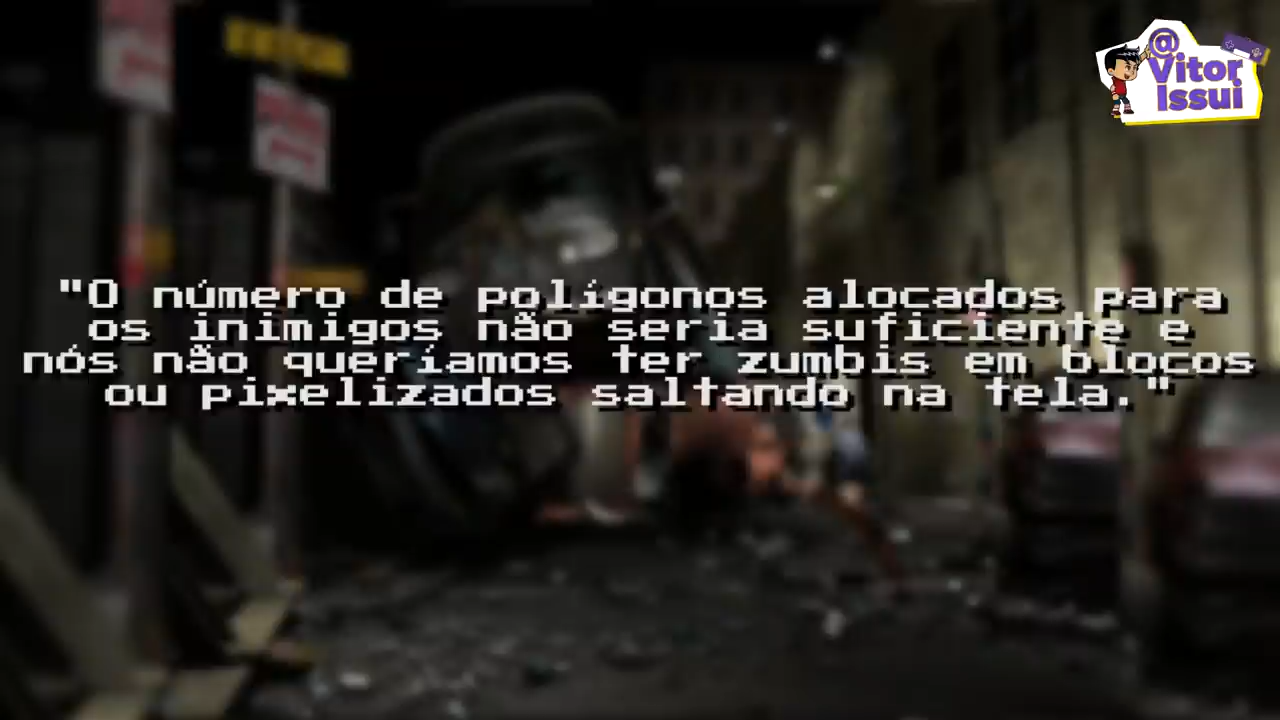 @
Vitor
Issui
"O número de polígonos alocados para
os inimigos não seria suficiente e
nós não queríamos ter zumbis em blocos
ou pixelizados saltando na tela."